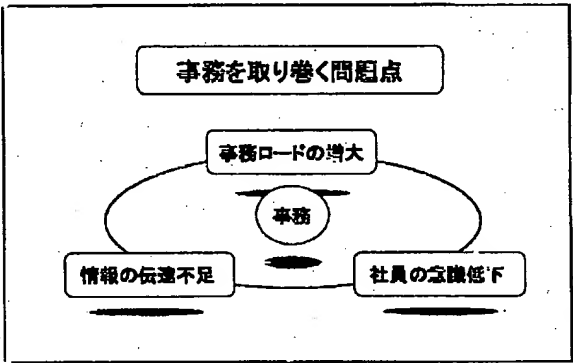 事務を取り巻く問題点
事務ロードの増大
事務
情報の伝達不足
社員の意識低下